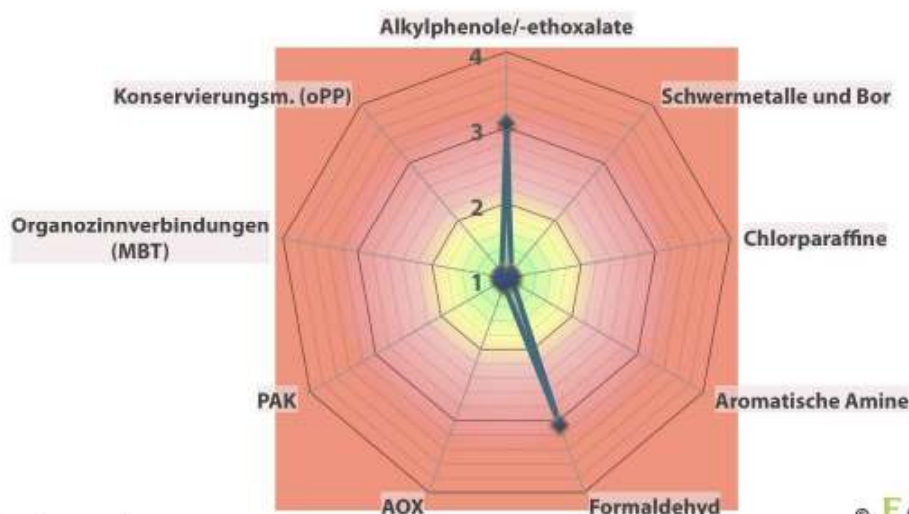 Alkylphenole/-ethoxalate
4
Konservierungsm. (oPP)
Schwermetalle und Bor
3
Organozinnverbindungen
(MBT)
2
Chlorparaffine
1
PAK
Aromatische Amine
AOX
Formaldehyd
©